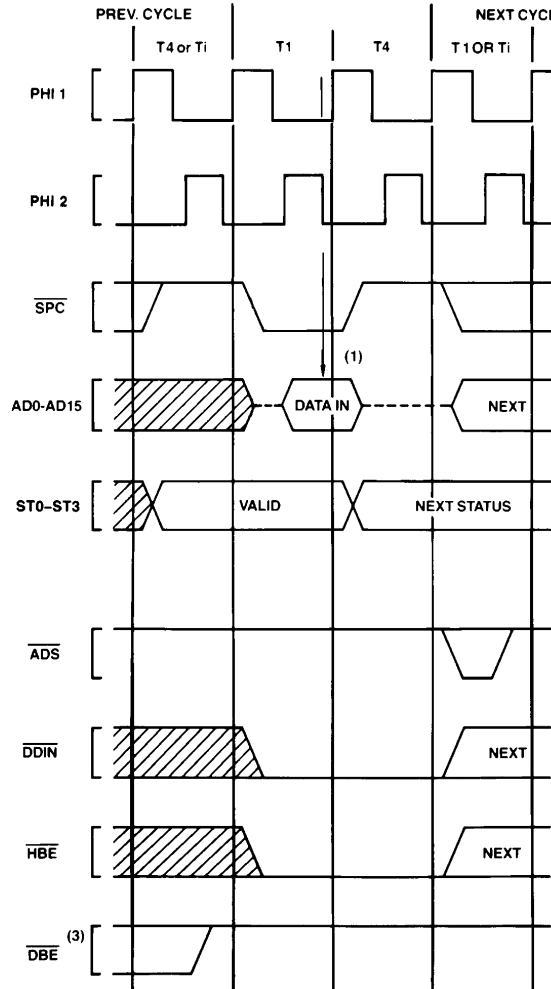 PREV. CYCLE NEXT CYCL
T4 or Ti T1 T4 T1 OR Ti
PHI 1
PHI 2
SPC
(1)
AD0-AD15 DATA IN NEXT
ST0–ST3 VALID NEXT STATUS
ADS
DDIN NEXT
HBE NEXT
DBE (3)